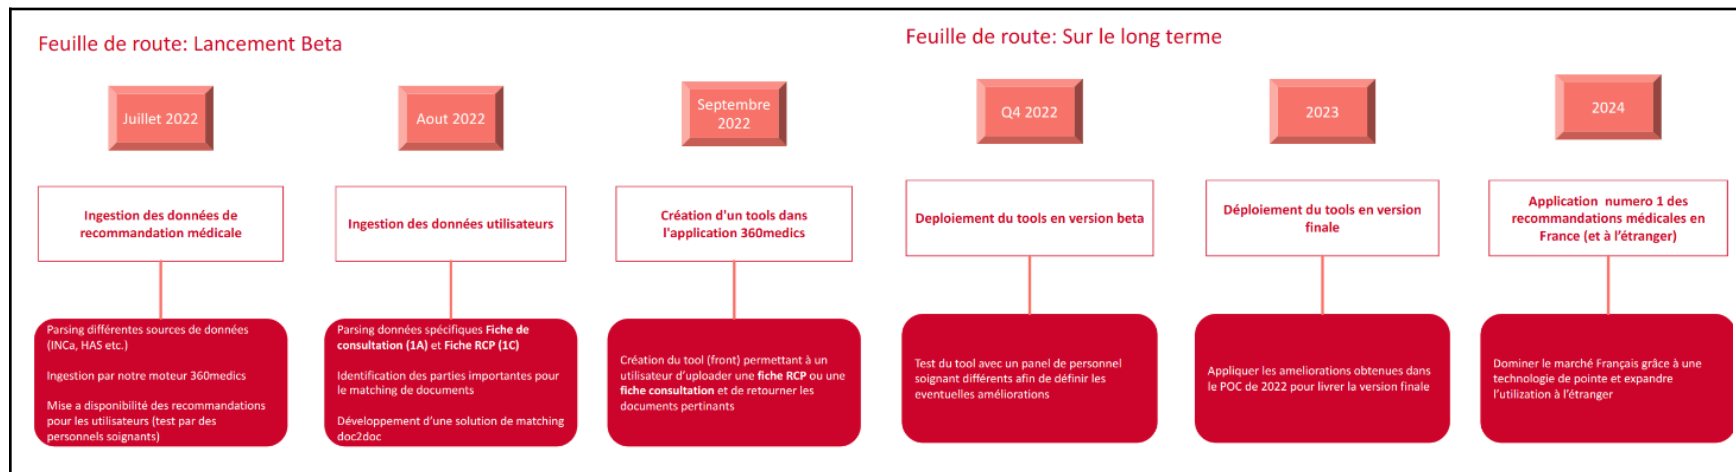 Feuille de route: Lancement Beta
Juillet 2022
Aout 2022
Septembre
2022
Ingestion des données de
recommandation médicale
Ingestion des données utilisateurs
Création d'un tools dans
l'application 360medics
Parsing différentes sources de données
(INCa, HAS etc.)
Ingestion par notre moteur 360medics
Mise a disponibilité des recommandations
pour les utilisateurs (test par des
personnels soignants)
Parsing données spécifiques Fiche de
consultation (1A) et Fiche RCP (1C)
Identification des parties importantes pour
le matching de documents
Développement d'une solution de matching
doc2doc
Création du tool (front) permettant à un
utilisateur d'uploader une fiche RCP ou une
fiche consultation et de retourner les
documents pertinants
Feuille de route: Sur le long terme
Q4 2022
2023
2024
Deploiement du tools en version beta
Déploiement du tools en version
finale
Application numero 1 des
recommandations médicales en
France (et à l'étranger)
Test du tool avec un panel de personnel
soignant différents afin de définir les
eventuelles améliorations
Appliquer les ameliorations obtenues dans
le POC de 2022 pour livrer la version finale
Dominer le marché Français grâce à une
technologie de pointe et expandre
l'utilization à l'étranger